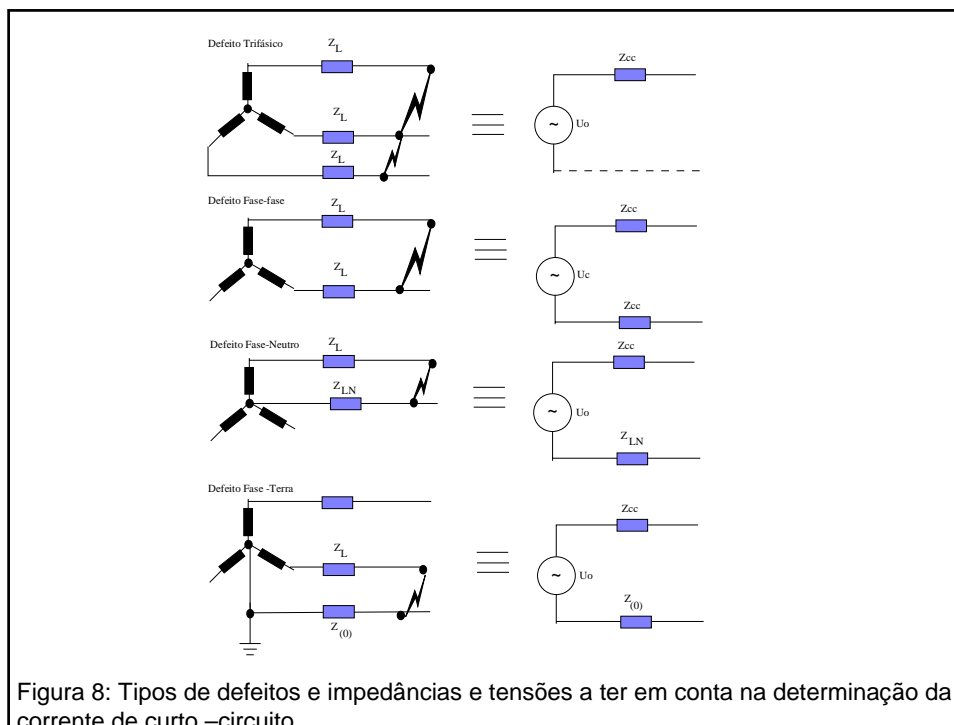 Defeito Trifásico
Z_L
Z_L
Z_L
Zcc
~ Uo
Defeito Fase-fase
Z_L
Z_L
Zcc
~ Uc
Zcc
Defeito Fase-Neutro
Z_L
Z_LN
Zcc
~ Uo
Z_LN
Defeito Fase -Terra
Z_L
Z_(0)
Zcc
~ Uo
Z_(0)
Figura 8: Tipos de defeitos e impedâncias e tensões a ter em conta na determinação da
corrente de curto –circuito